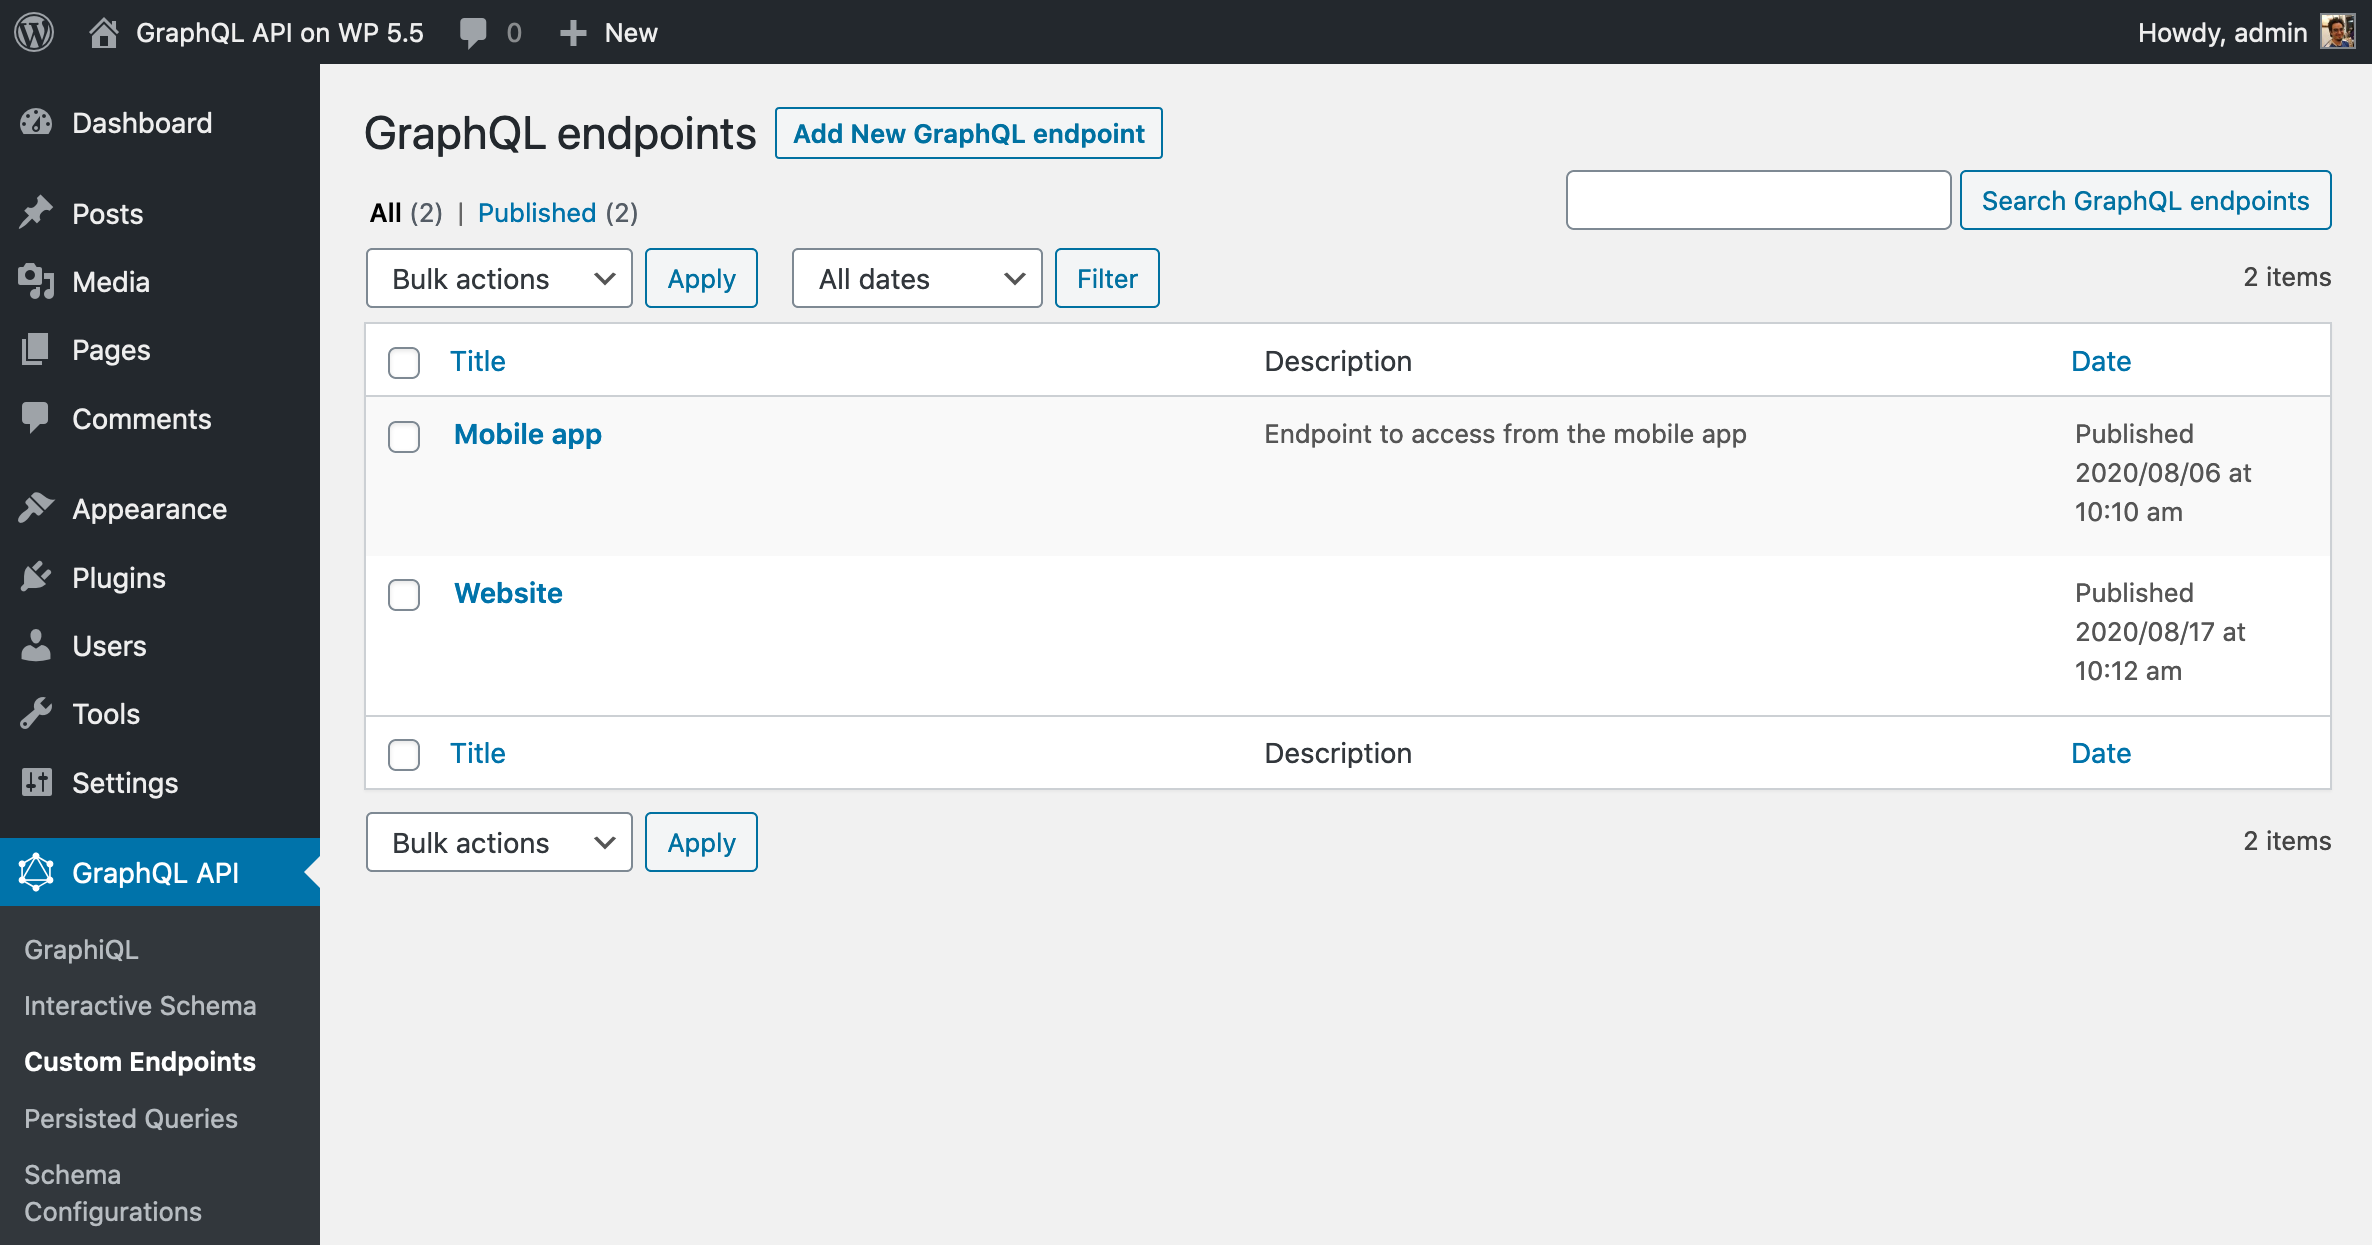 GraphQL API on WP 5.5 0 New Howdy, admin
Dashboard
Posts
Media
Pages
Comments
Appearance
Plugins
Users
Tools
Settings
GraphQL API
GraphiQL
Interactive Schema
Custom Endpoints
Persisted Queries
Schema
Configurations
GraphQL endpoints Add New GraphQL endpoint
All (2) | Published (2)
Search GraphQL endpoints
Bulk actions Apply All dates Filter 2 items
Title Description Date
Mobile app Endpoint to access from the mobile app Published
2020/08/06 at
10:10 am
Website Published
2020/08/17 at
10:12 am
Title Description Date
Bulk actions Apply 2 items